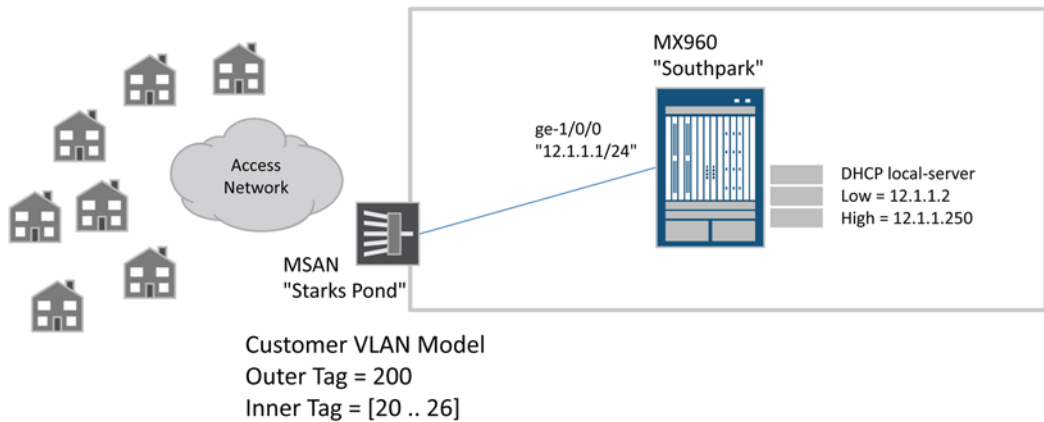 MX960
"Southpark"
ge-1/0/0
"12.1.1.1/24"
Access
Network
DHCP local-server
Low = 12.1.1.2
High = 12.1.1.250
MSAN
"Starks Pond"
Customer VLAN Model
Outer Tag = 200
Inner Tag = [20 .. 26]